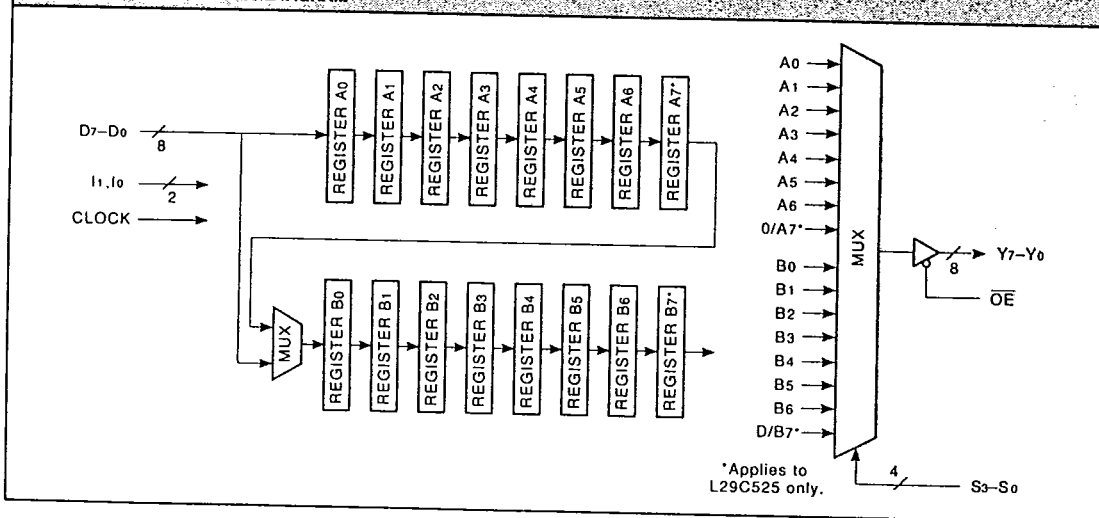 REGISTER A0
REGISTER A1
REGISTER A2
REGISTER A3
REGISTER A4
REGISTER A5
REGISTER A6
REGISTER A7*
D7–D0
8
I1,I0
2
CLOCK
MUX
REGISTER B0
REGISTER B1
REGISTER B2
REGISTER B3
REGISTER B4
REGISTER B5
REGISTER B6
REGISTER B7*
A0
A1
A2
A3
A4
A5
A6
0/A7*
B0
B1
B2
B3
B4
B5
B6
D/B7*
MUX
8
Y7–Y0
OE
*Applies to
L29C525 only.
4
S3–S0